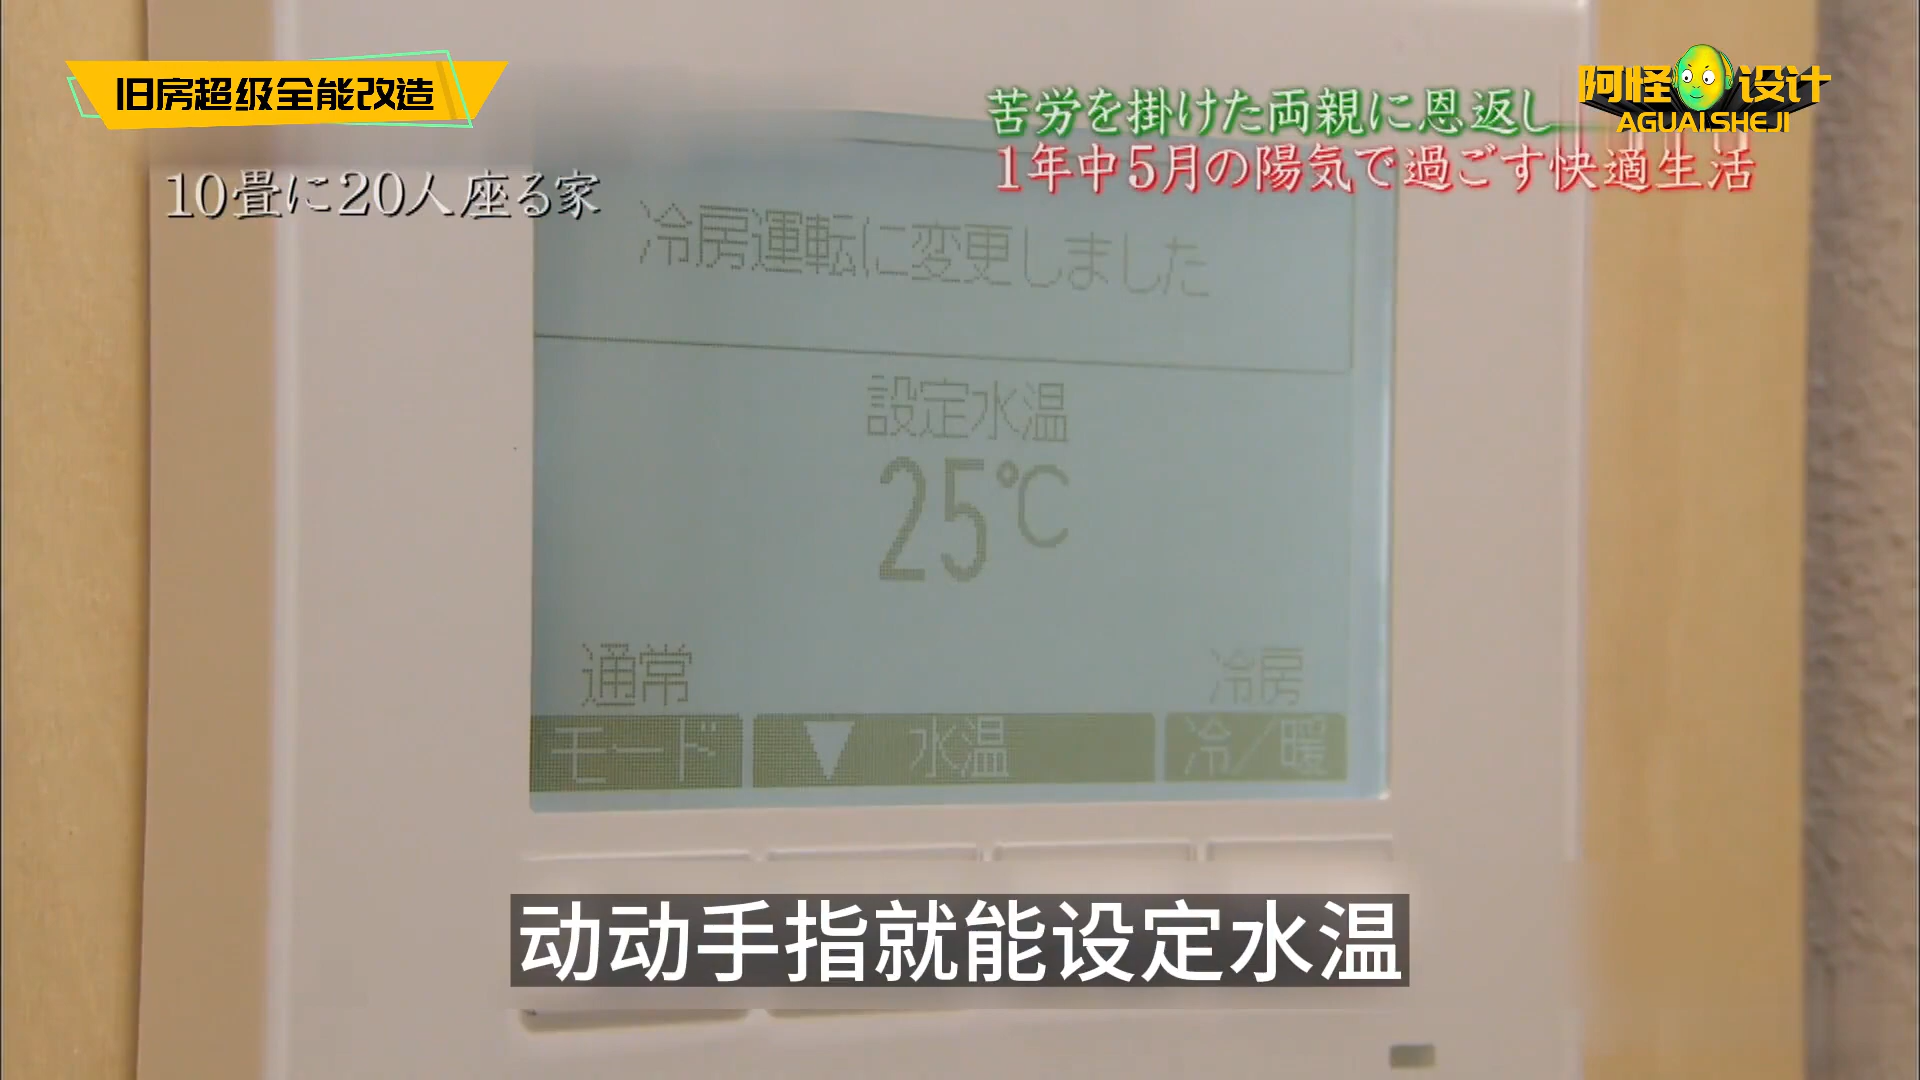 旧房超级全能改造
阿怪设计
AGUAI.SHEJI
苦労を掛けた両親に恩返し
1年中5月の陽気で過ごす快適生活
10畳に20人座る家
冷房運転に変更しました
設定水温
25℃
通常
冷房
モード
▼ 水温
冷/暖
动动手指就能设定水温